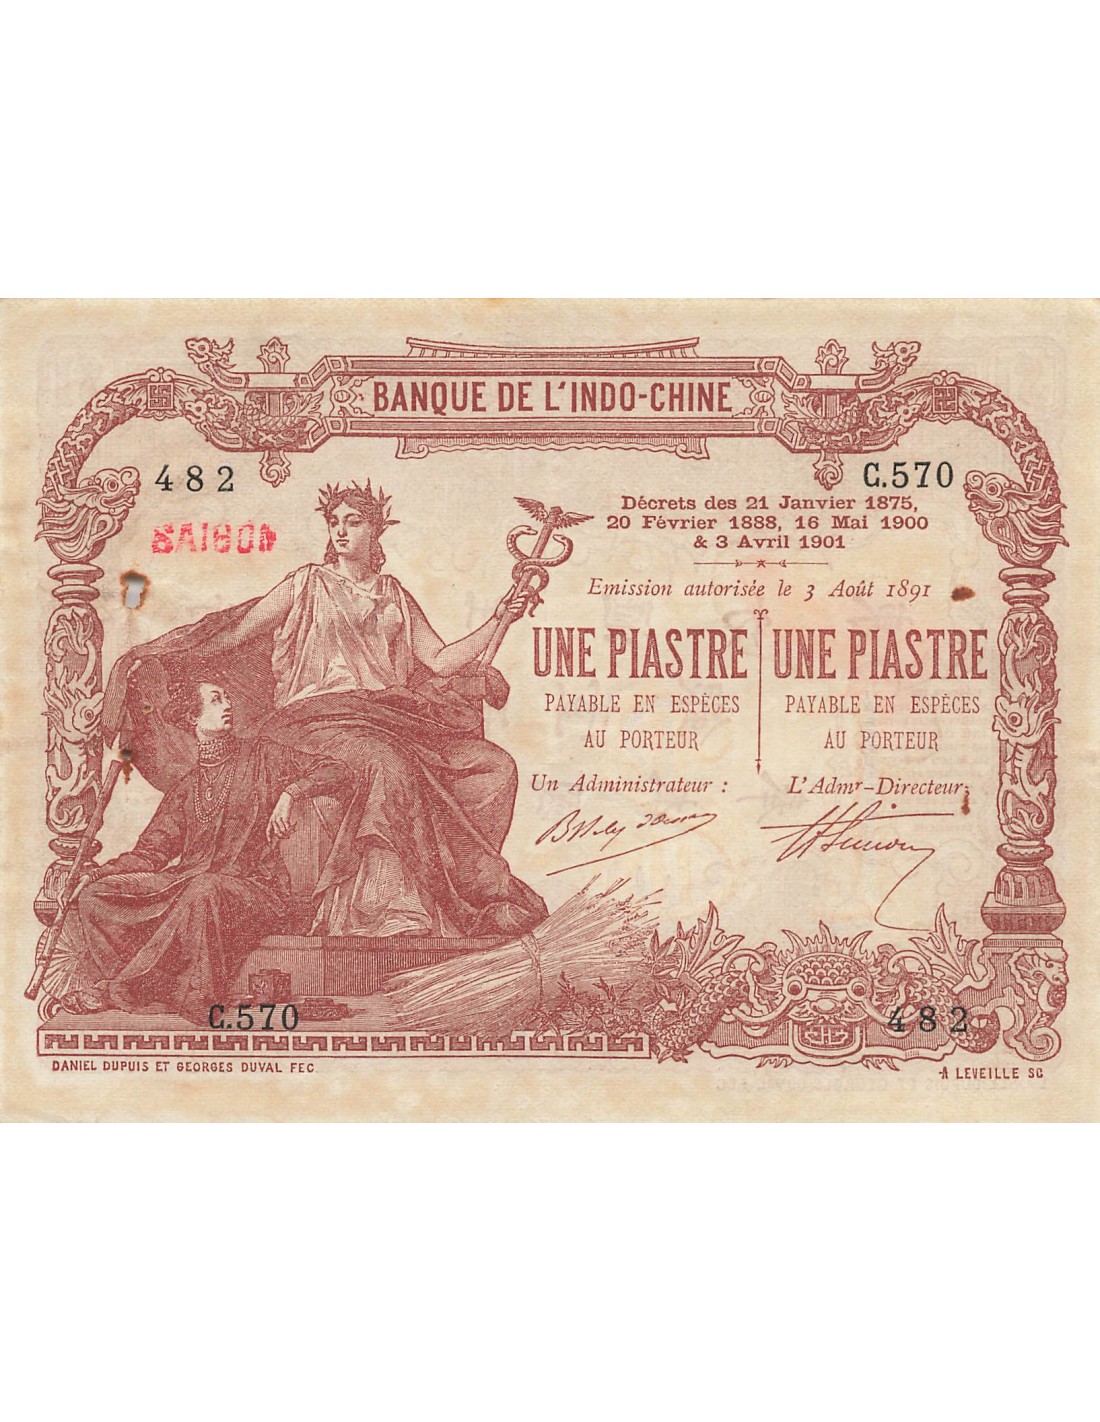 BANQUE DE L'INDO-CHINE
482
C.570
SAIGON
Décrets des 21 Janvier 1875,
20 Février 1888, 16 Mai 1900
& 3 Avril 1901
Emission autorisée le 3 Août 1891
UNE PIASTRE
PAYABLE EN ESPÈCES
AU PORTEUR
Un Administrateur :
UNE PIASTRE
PAYABLE EN ESPÈCES
AU PORTEUR
L'Admr-Directeur,
C.570
482
DANIEL DUPUIS ET GEORGES DUVAL FEC.
A LEVEILLE SC.